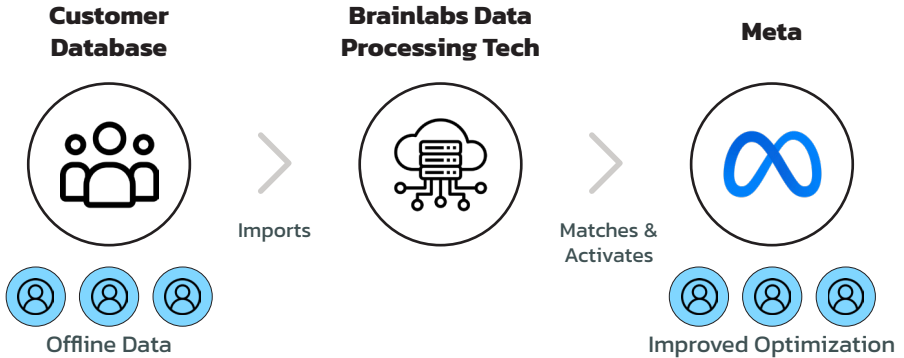 Customer
Database
Brainlabs Data
Processing Tech
Meta
Imports
Matches &
Activates
Offline Data
Improved Optimization